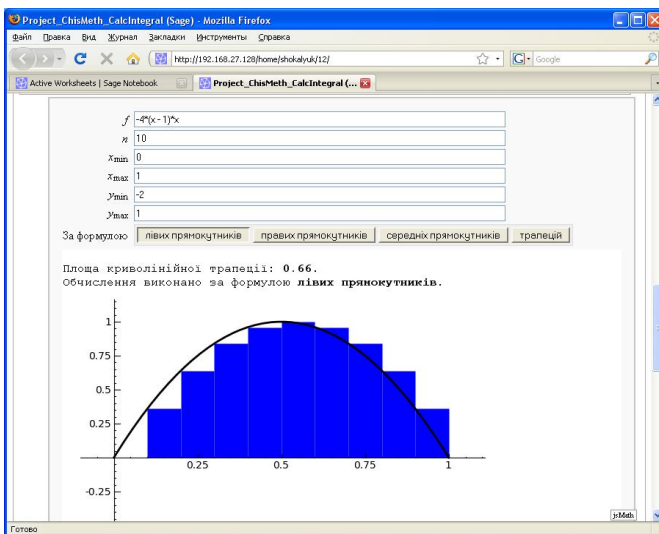 Project_ChisMeth_CalcIntegral (Sage) - Mozilla Firefox
Файл Правка Вид Журнал Закладки Инструменты Справка
http://192.168.27.128/home/shokalyuk/12/ Google
Active Worksheets | Sage Notebook Project_ChisMeth_CalcIntegral (...
f -4*(x-1)*x
n 10
xmin 0
xmax 1
ymin -2
ymax 1
За формулою лівих прямокутників правих прямокутників середніх прямокутників трапецій
Площа криволінійної трапеції: 0.66.
Обчислення виконано за формулою лівих прямокутників.
1
0.75
0.5
0.25
0.25 0.5 0.75 1
-0.25
jsMath
Готово